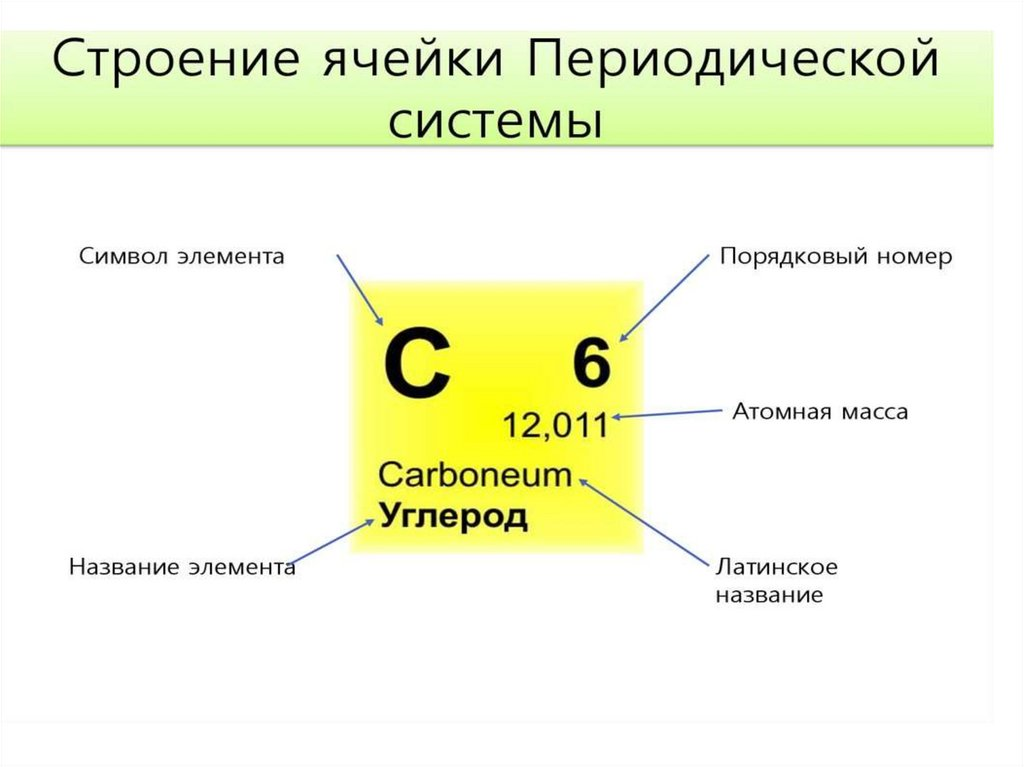 Строение ячейки Периодической
системы
Символ элемента
Порядковый номер
C 6
12,011
Атомная масса
Carboneum
Углерод
Название элемента
Латинское
название